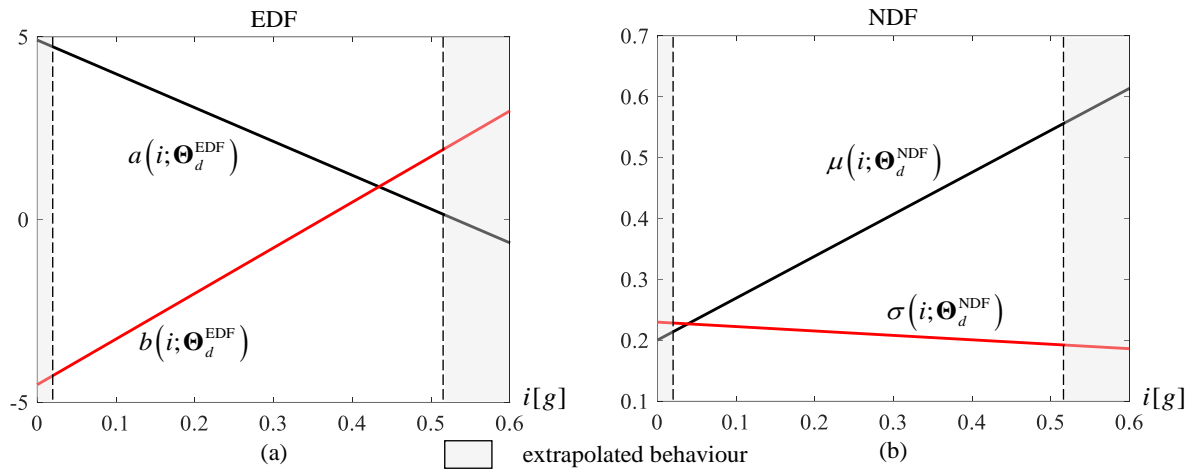 EDF
5
0
-5
a(i; Θ_d^EDF)
b(i; Θ_d^EDF)
0 0.1 0.2 0.3 0.4 0.5 0.6
i[g]
(a)
NDF
0.7
0.6
0.5
0.4
0.3
0.2
0.1
μ(i; Θ_d^NDF)
σ(i; Θ_d^NDF)
0 0.1 0.2 0.3 0.4 0.5 0.6
i[g]
(b)
extrapolated behaviour